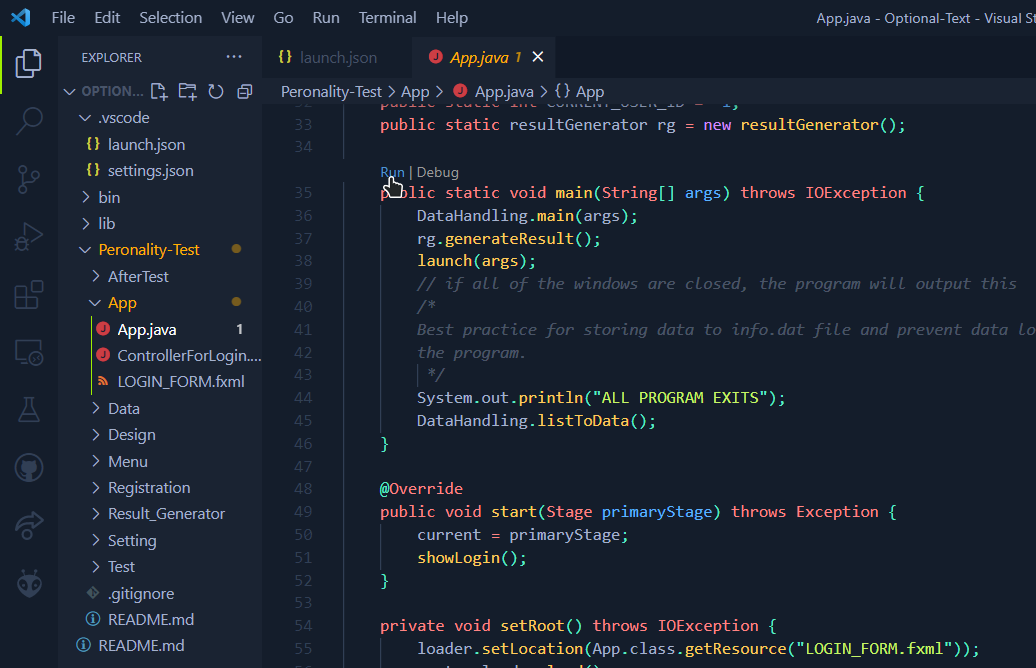 File Edit Selection View Go Run Terminal Help App.java - Optional-Text - Visual St
EXPLORER ···
{} launch.json
J App.java 1 ×
OPTION...
Peronality-Test > App > J App.java > {} App
.vscode
{} launch.json
{} settings.json
bin
lib
Peronality-Test
AfterTest
App
J App.java 1
J ControllerForLogin....
LOGIN_FORM.fxml
Data
Design
Menu
Registration
Result_Generator
Setting
Test
.gitignore
README.md
README.md
32 public static int CURRENT_USER_ID = 1;
33 public static resultGenerator rg = new resultGenerator();
34
Run | Debug
35 public static void main(String[] args) throws IOException {
36 DataHandling.main(args);
37 rg.generateResult();
38 launch(args);
39 // if all of the windows are closed, the program will output this
40 /*
41 Best practice for storing data to info.dat file and prevent data lo
42 the program.
43 */
44 System.out.println("ALL PROGRAM EXITS");
45 DataHandling.listToData();
46 }
47
48 @Override
49 public void start(Stage primaryStage) throws Exception {
50 current = primaryStage;
51 showLogin();
52 }
53
54 private void setRoot() throws IOException {
55 loader.setLocation(App.class.getResource("LOGIN_FORM.fxml"));